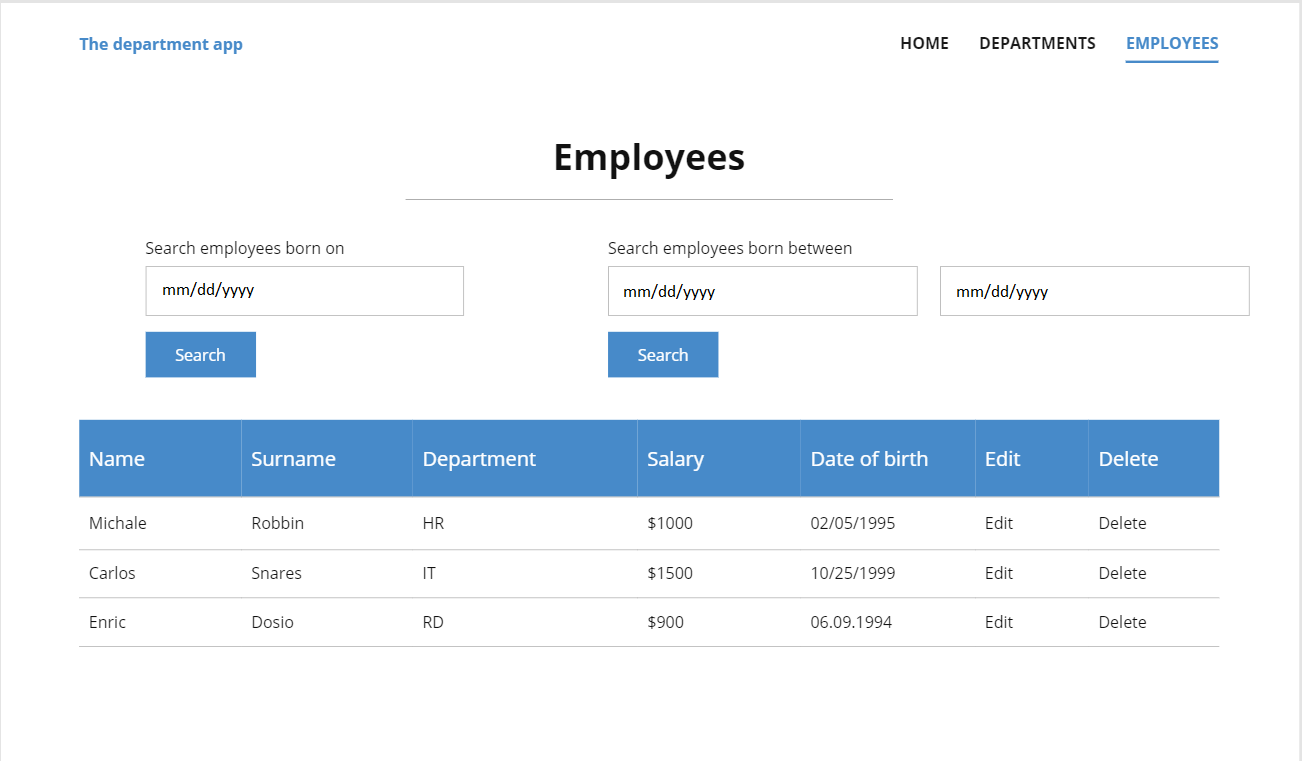 The department app HOME DEPARTMENTS EMPLOYEES
Employees
Search employees born on Search employees born between
mm/dd/yyyy mm/dd/yyyy mm/dd/yyyy
Search Search
Name Surname Department Salary Date of birth Edit Delete
Michale Robbin HR $1000 02/05/1995 Edit Delete
Carlos Snares IT $1500 10/25/1999 Edit Delete
Enric Dosio RD $900 06.09.1994 Edit Delete